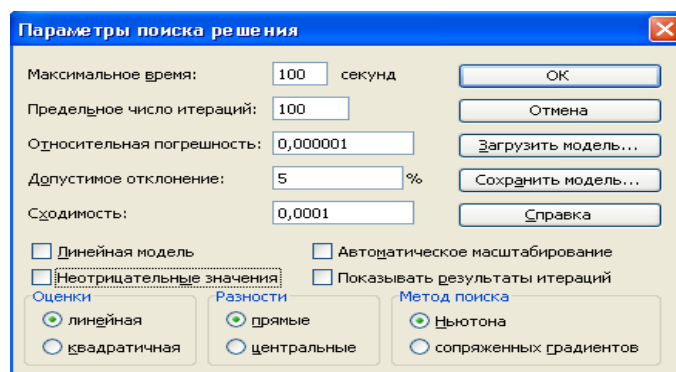 Параметры поиска решения
Максимальное время: 100 секунд ОК
Предельное число итераций: 100 Отмена
Относительная погрешность: 0,000001 Загрузить модель...
Допустимое отклонение: 5 % Сохранить модель...
Сходимость: 0,0001 Справка
Линейная модель Автоматическое масштабирование
Неотрицательные значения Показывать результаты итераций
Оценки Разности Метод поиска
линейная прямые Ньютона
квадратичная центральные сопряженных градиентов